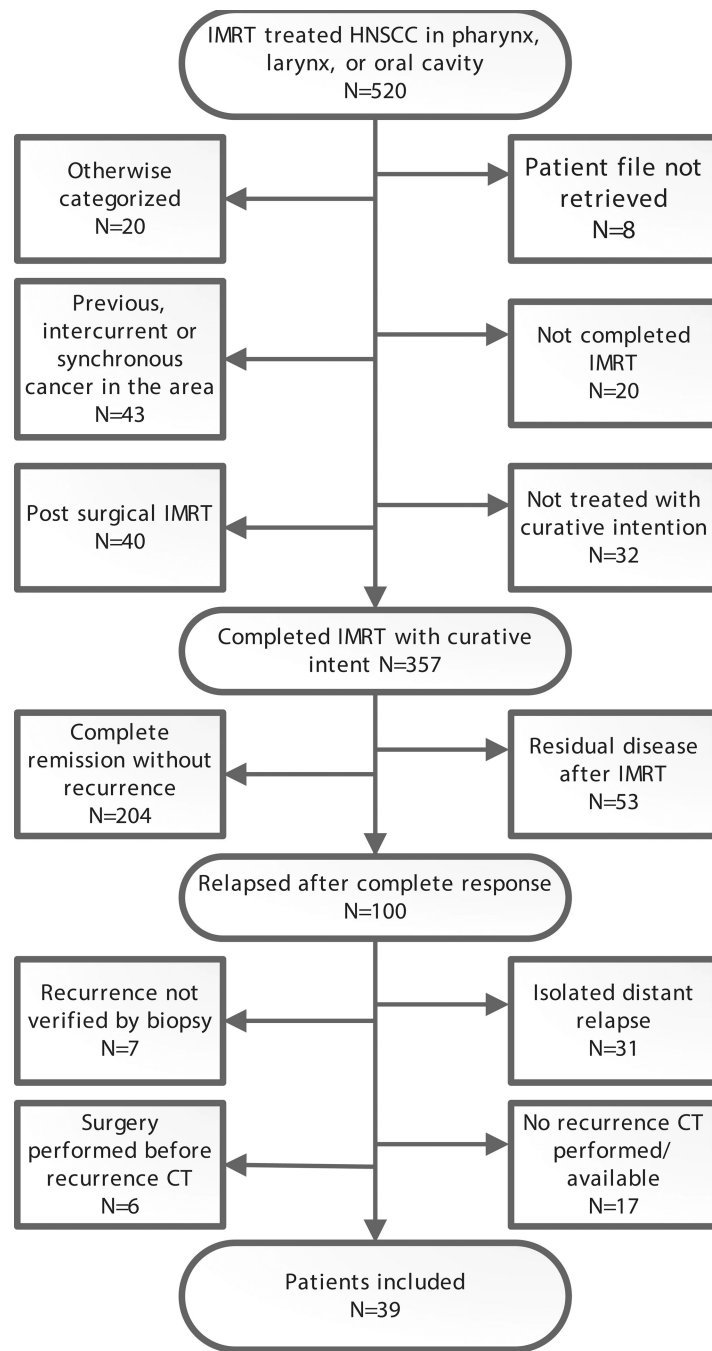 IMRT treated HNSCC in pharynx,
larynx, or oral cavity
N=520
Otherwise
categorized
N=20
Patient file not
retrieved
N=8
Previous,
intercurrent or
synchronous
cancer in the area
N=43
Not completed
IMRT
N=20
Post surgical IMRT
N=40
Not treated with
curative intention
N=32
Completed IMRT with curative
intent N=357
Complete
remission without
recurrence
N=204
Residual disease
after IMRT
N=53
Relapsed after complete response
N=100
Recurrence not
verified by biopsy
N=7
Isolated distant
relapse
N=31
Surgery
performed before
recurrence CT
N=6
No recurrence CT
performed/
available
N=17
Patients included
N=39